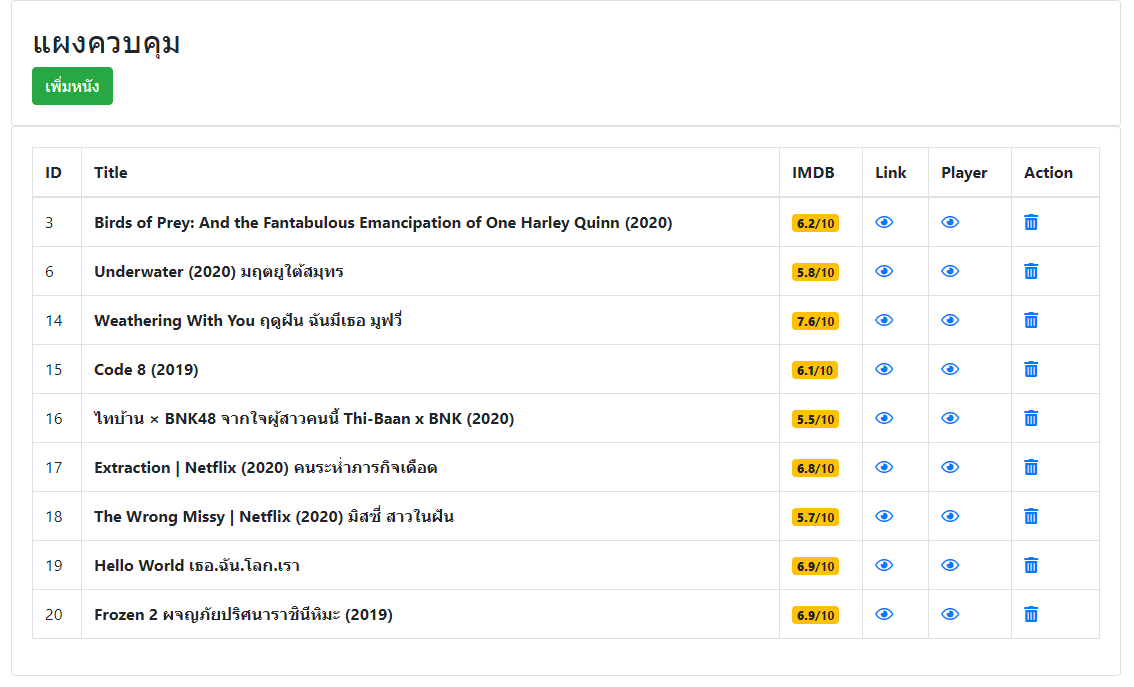 แผงควบคุม
เพิ่มหนัง
ID Title IMDB Link Player Action
3 Birds of Prey: And the Fantabulous Emancipation of One Harley Quinn (2020) 6.2/10
6 Underwater (2020) มฤตยูใต้สมุทร 5.8/10
14 Weathering With You ฤดูฝัน ฉันมีเธอ มูฟวี่ 7.6/10
15 Code 8 (2019) 6.1/10
16 ไทบ้าน × BNK48 จากใจผู้สาวคนนี้ Thi-Baan x BNK (2020) 5.5/10
17 Extraction | Netflix (2020) คนระห่ำภารกิจเดือด 6.8/10
18 The Wrong Missy | Netflix (2020) มิสซี่ สาวในฝัน 5.7/10
19 Hello World เธอ.ฉัน.โลก.เรา 6.9/10
20 Frozen 2 ผจญภัยปริศนาราชินีหิมะ (2019) 6.9/10